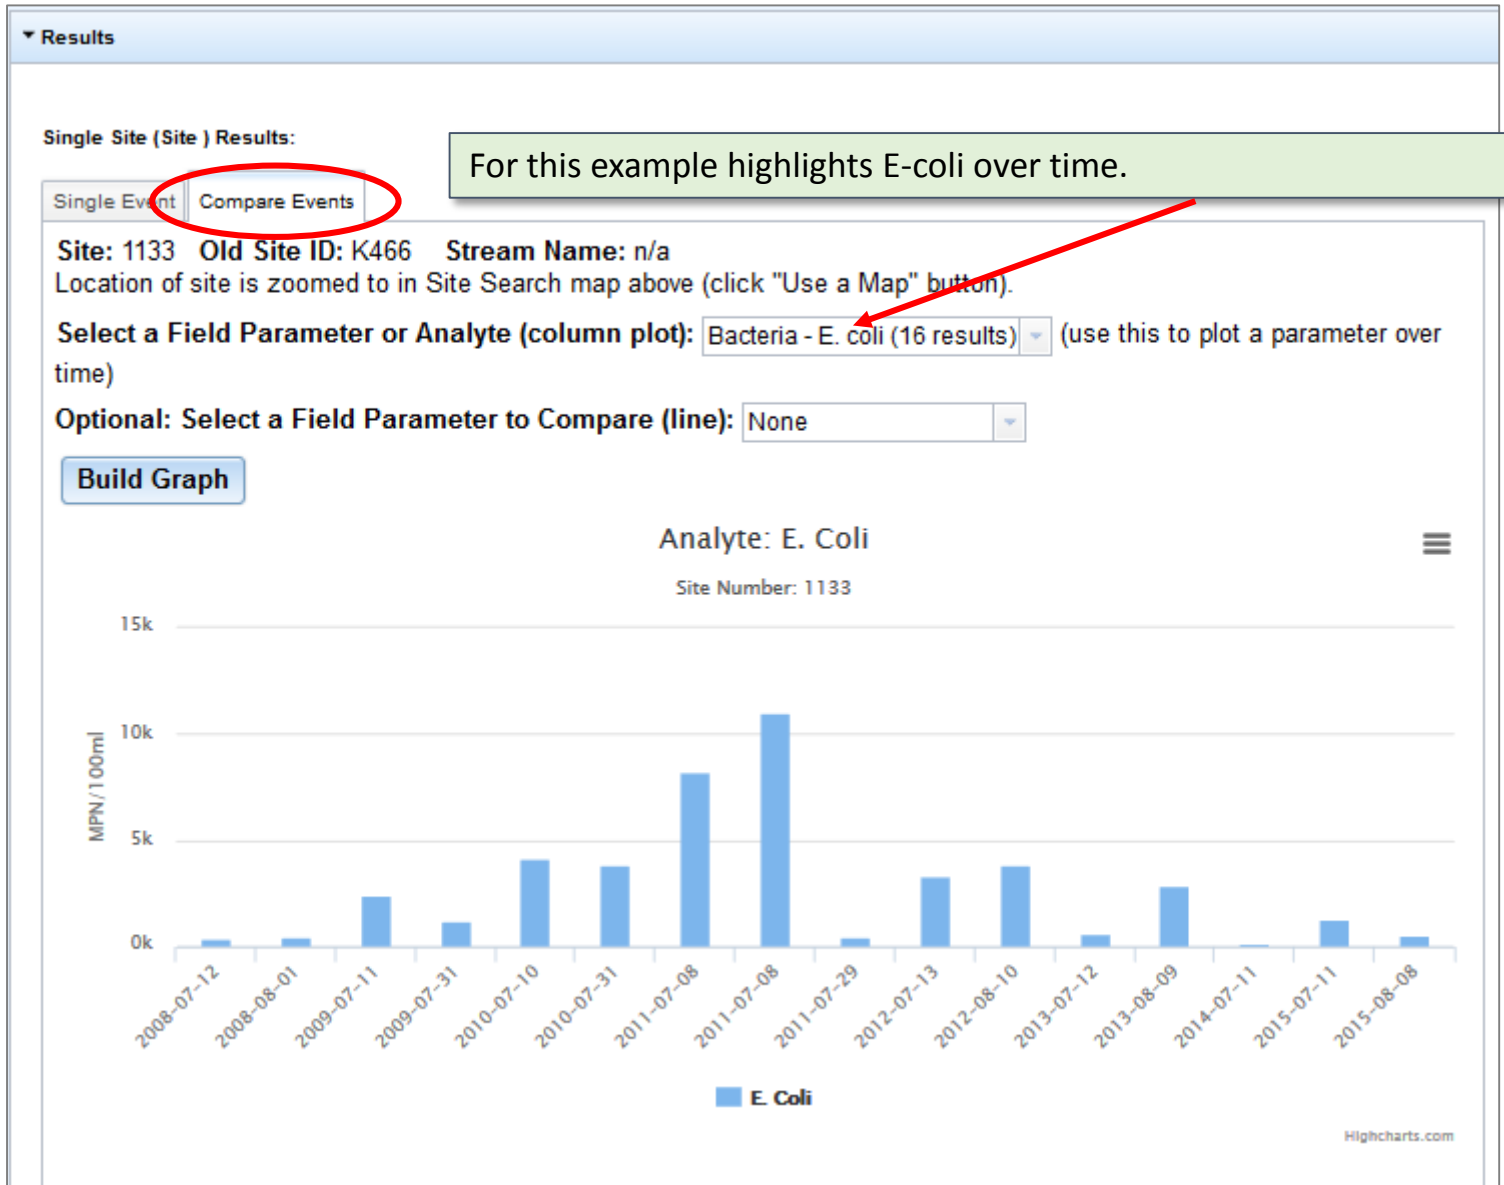 Results
Single Site (Site ) Results:
For this example highlights E-coli over time.
Single Event
Compare Events
Site: 1133 Old Site ID: K466 Stream Name: n/a
Location of site is zoomed to in Site Search map above (click "Use a Map" button).
Select a Field Parameter or Analyte (column plot): Bacteria - E. coli (16 results) (use this to plot a parameter over
time)
Optional: Select a Field Parameter to Compare (line): None
Build Graph
Analyte: E. Coli
Site Number: 1133
15k
10k
5k
0k
MPN/100ml
2008-07-12
2008-08-01
2009-07-11
2009-07-31
2010-07-10
2010-07-31
2011-07-08
2011-07-08
2011-07-29
2012-07-13
2012-08-10
2013-07-12
2013-08-09
2014-07-11
2015-07-11
2015-08-08
E. Coli
Highcharts.com